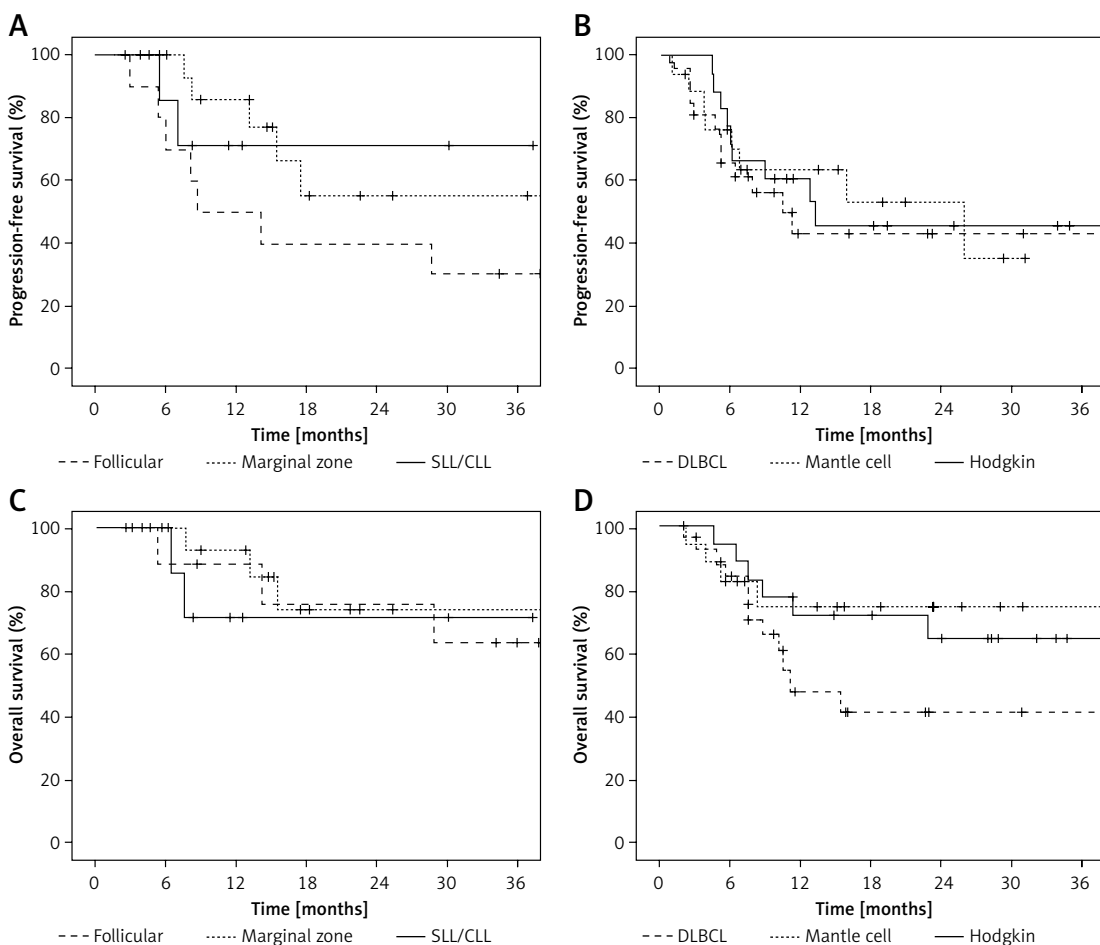 A
Progression-free survival (%)
100
80
60
40
20
0
0 6 12 18 24 30 36
Time [months]
Follicular Marginal zone SLL/CLL
B
Progression-free survival (%)
100
80
60
40
20
0
0 6 12 18 24 30 36
Time [months]
DLBCL Mantle cell Hodgkin
C
Overall survival (%)
100
80
60
40
20
0
0 6 12 18 24 30 36
Time [months]
Follicular Marginal zone SLL/CLL
D
Overall survival (%)
100
80
60
40
20
0
0 6 12 18 24 30 36
Time [months]
DLBCL Mantle cell Hodgkin